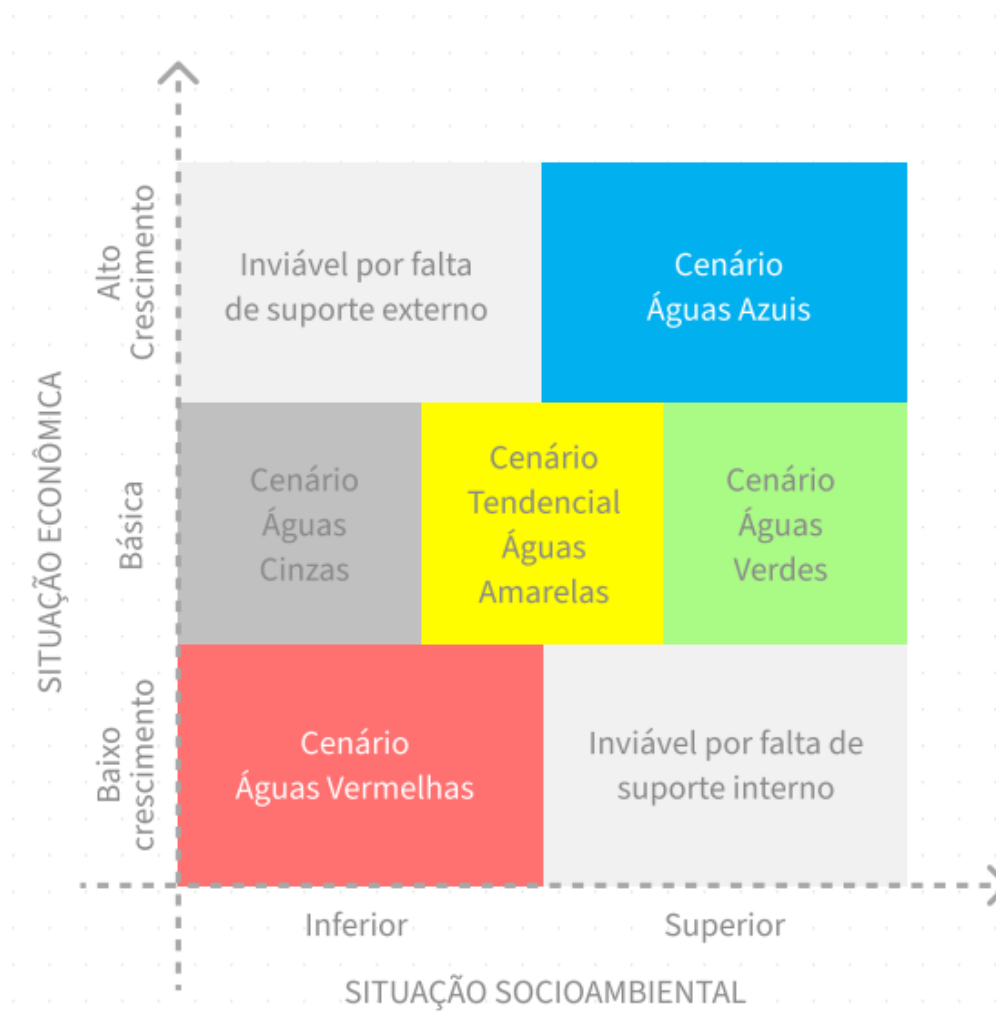 SITUAÇÃO ECONÔMICA
Alto
Crescimento
Inviável por falta
de suporte externo
Cenário
Águas Azuis
Básica
Cenário
Águas
Cinzas
Cenário
Tendencial
Águas
Amarelas
Cenário
Águas
Verdes
Baixo
crescimento
Cenário
Águas Vermelhas
Inviável por falta de
suporte interno
Inferior
Superior
SITUAÇÃO SOCIOAMBIENTAL